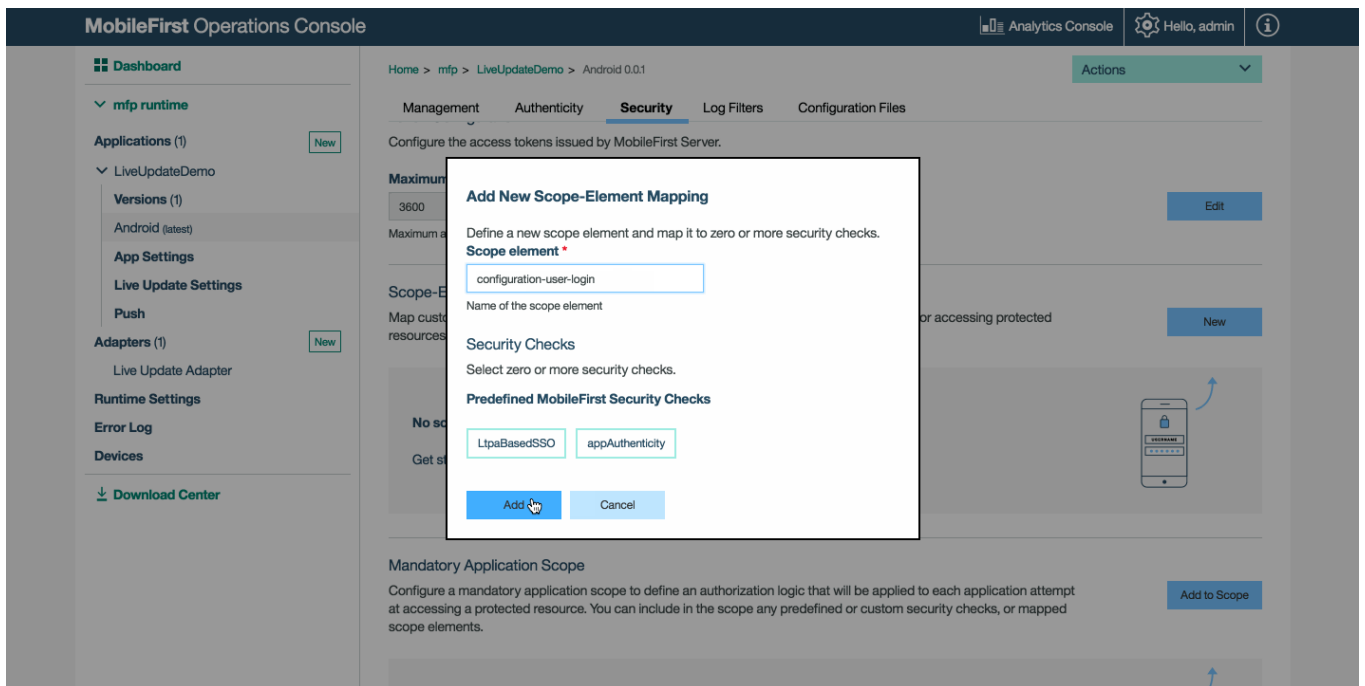 MobileFirst Operations Console
Analytics Console
Hello, admin
Dashboard
mfp runtime
Applications (1)
New
LiveUpdateDemo
Versions (1)
Android (latest)
App Settings
Live Update Settings
Push
Adapters (1)
New
Live Update Adapter
Runtime Settings
Error Log
Devices
Download Center
Home > mfp > LiveUpdateDemo > Android 0.0.1
Actions
Management
Authenticity
Security
Log Filters
Configuration Files
Configure the access tokens issued by MobileFirst Server.
Maximum
3600
Edit
Maximum a
Scope-E
Map custo
or accessing protected
resources
New
No sc
Get st
USERNAME
Add New Scope-Element Mapping
Define a new scope element and map it to zero or more security checks.
Scope element *
configuration-user-login
Name of the scope element
Security Checks
Select zero or more security checks.
Predefined MobileFirst Security Checks
LtpaBasedSSO
appAuthenticity
Add
Cancel
Mandatory Application Scope
Configure a mandatory application scope to define an authorization logic that will be applied to each application attempt
at accessing a protected resource. You can include in the scope any predefined or custom security checks, or mapped
scope elements.
Add to Scope